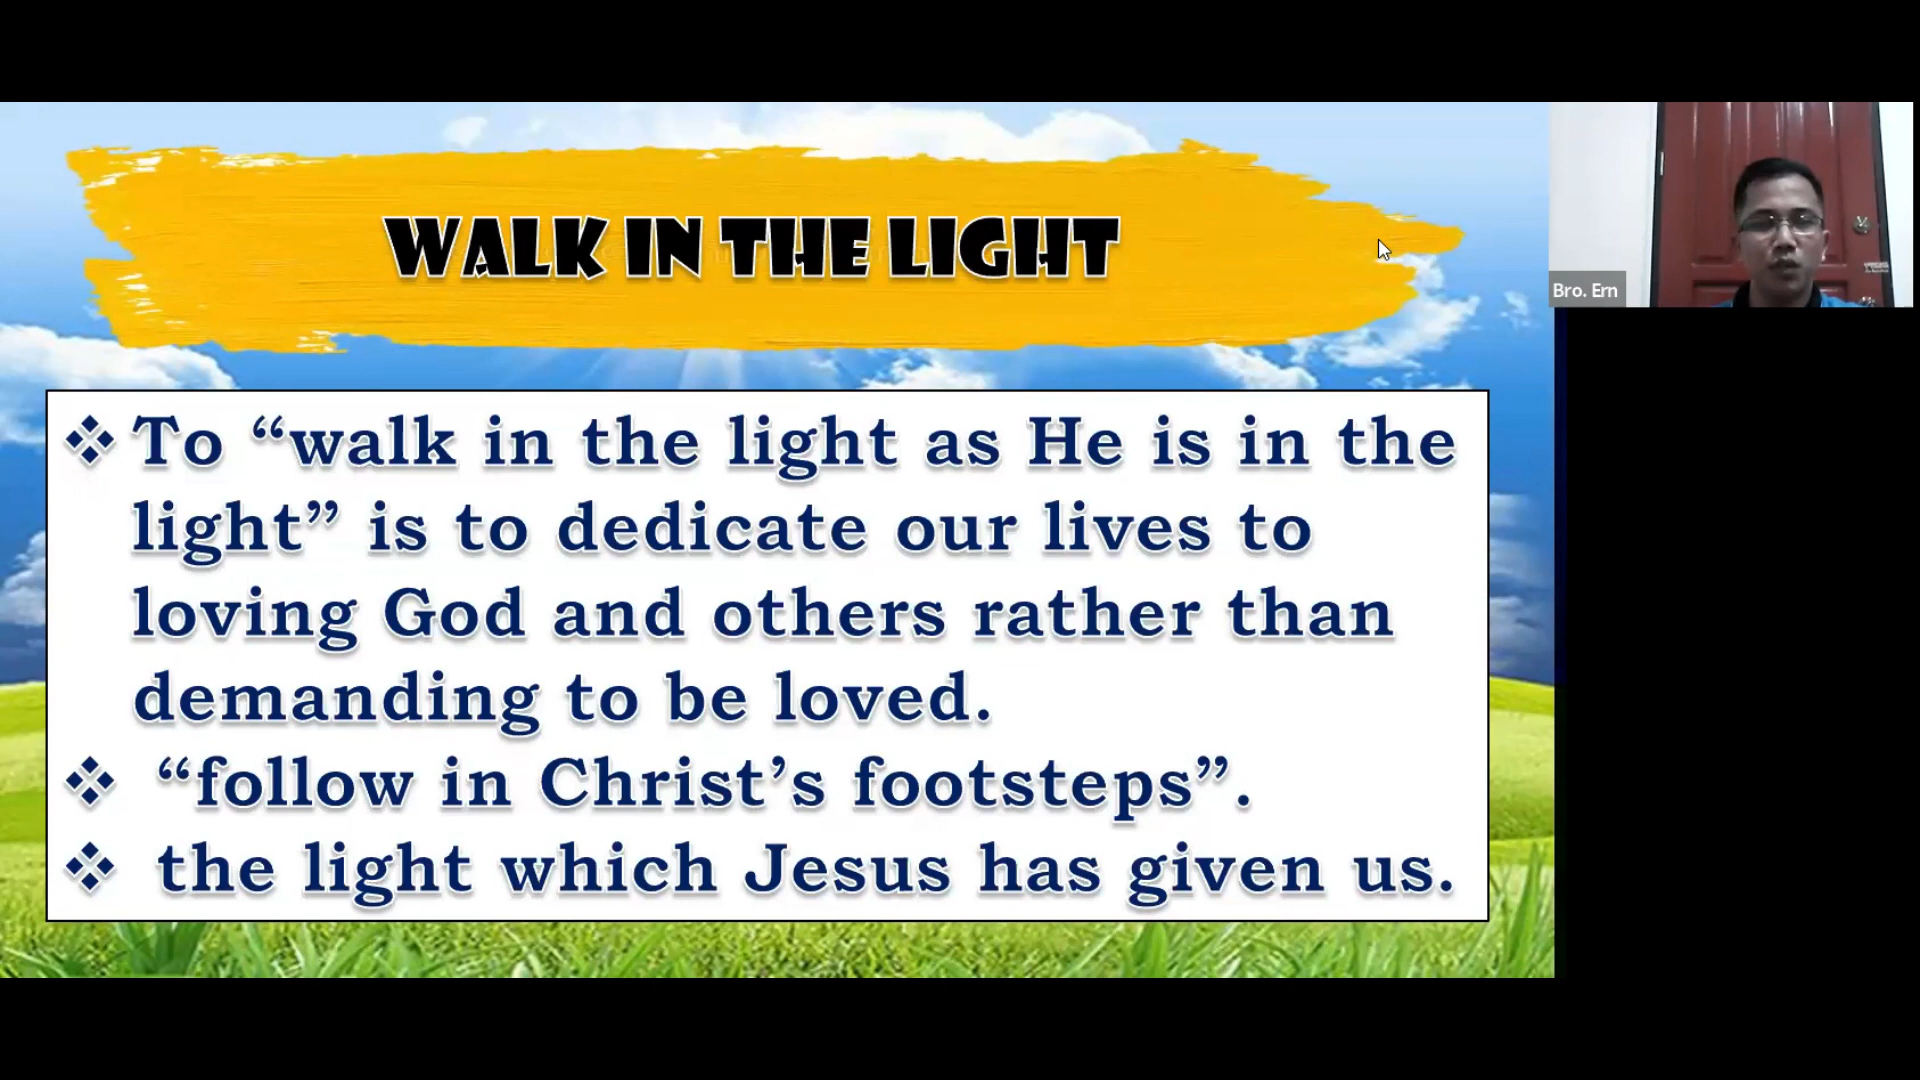 WALK IN THE LIGHT
Bro. Ern
❖ To “walk in the light as He is in the
light” is to dedicate our lives to
loving God and others rather than
demanding to be loved.
❖ “follow in Christ’s footsteps”.
❖ the light which Jesus has given us.